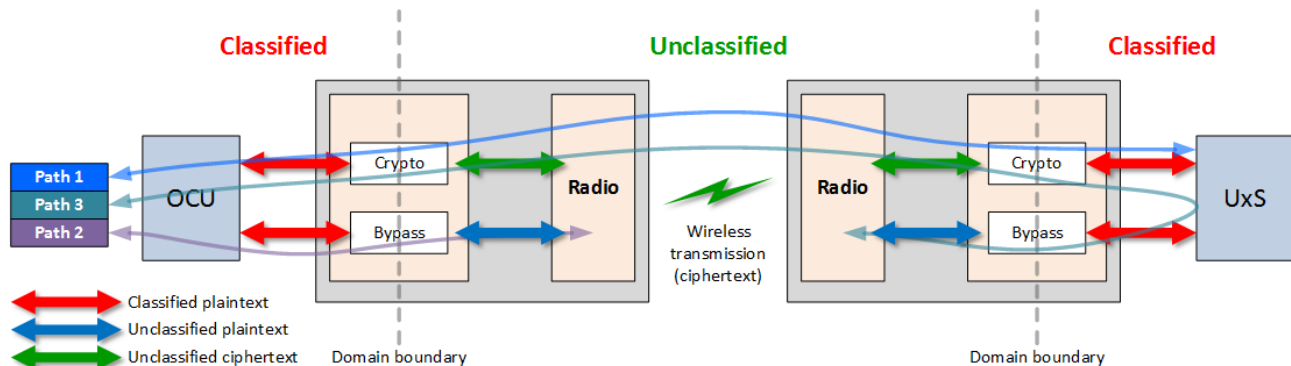 Classified
Unclassified
Classified
Path 1
Path 3
Path 2
OCU
Crypto
Bypass
Radio
Wireless
transmission
(ciphertext)
Radio
Crypto
Bypass
UxS
Classified plaintext
Unclassified plaintext
Unclassified ciphertext
Domain boundary
Domain boundary